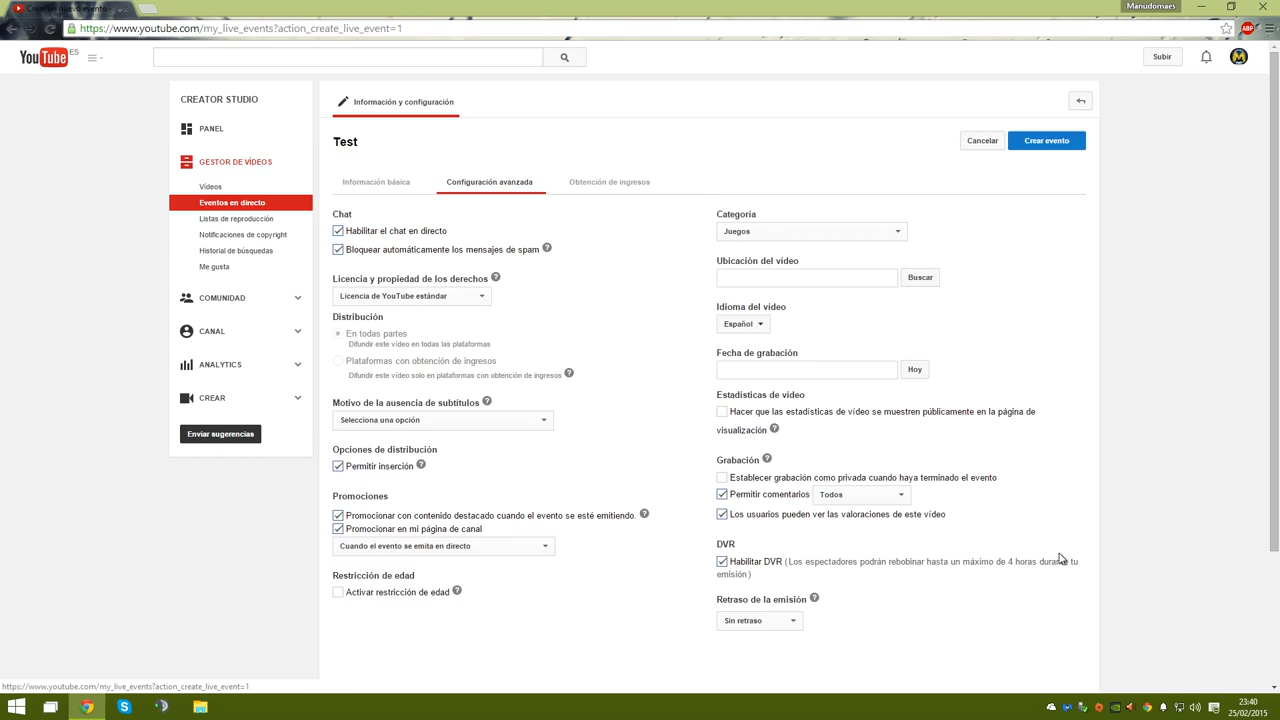 Creando un nuevo evento -
Manudomaes
https://www.youtube.com/my_live_events?action_create_live_event=1
ABP
YouTube ES
Subir
CREATOR STUDIO
PANEL
GESTOR DE VÍDEOS
Vídeos
Eventos en directo
Listas de reproducción
Notificaciones de copyright
Historial de búsquedas
Me gusta
COMUNIDAD
CANAL
ANALYTICS
CREAR
Enviar sugerencias
Información y configuración
Test
Cancelar
Crear evento
Información básica
Configuración avanzada
Obtención de ingresos
Chat
Habilitar el chat en directo
Bloquear automáticamente los mensajes de spam
Licencia y propiedad de los derechos
Licencia de YouTube estándar
Distribución
En todas partes
Difundir este vídeo en todas las plataformas
Plataformas con obtención de ingresos
Difundir este vídeo solo en plataformas con obtención de ingresos
Motivo de la ausencia de subtítulos
Selecciona una opción
Opciones de distribución
Permitir inserción
Promociones
Promocionar con contenido destacado cuando el evento se esté emitiendo.
Promocionar en mi página de canal
Cuando el evento se emita en directo
Restricción de edad
Activar restricción de edad
Categoría
Juegos
Ubicación del vídeo
Buscar
Idioma del vídeo
Español
Fecha de grabación
Hoy
Estadísticas de vídeo
Hacer que las estadísticas de vídeo se muestren públicamente en la página de
visualización
Grabación
Establecer grabación como privada cuando haya terminado el evento
Permitir comentarios Todos
Los usuarios pueden ver las valoraciones de este vídeo
DVR
Habilitar DVR (Los espectadores podrán rebobinar hasta un máximo de 4 horas durante tu
emisión)
Retraso de la emisión
Sin retraso
https://www.youtube.com/my_live_events?action_create_live_event=1
23:40
25/02/2015